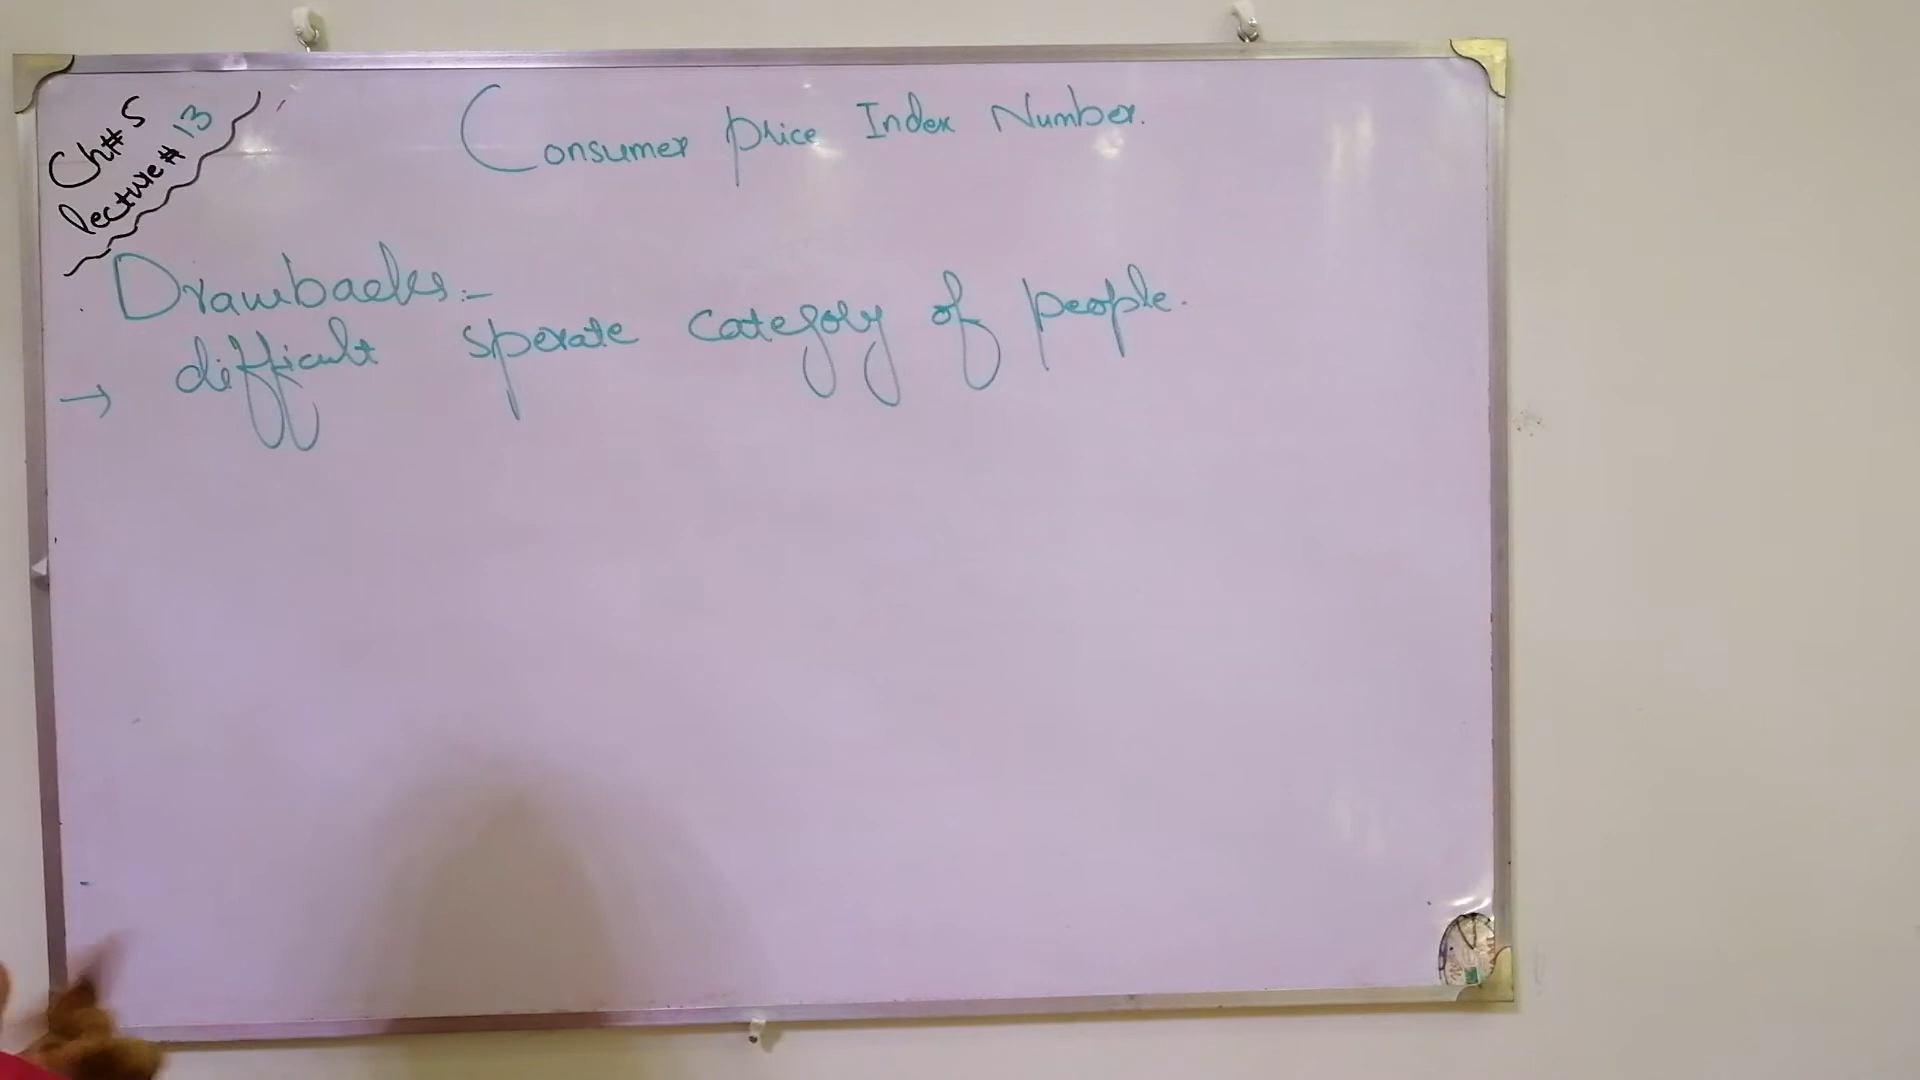 Ch# 5
lecture# 13
Consumer price Index Number.
Drawbacks:-
→ difficult sperate category of people.